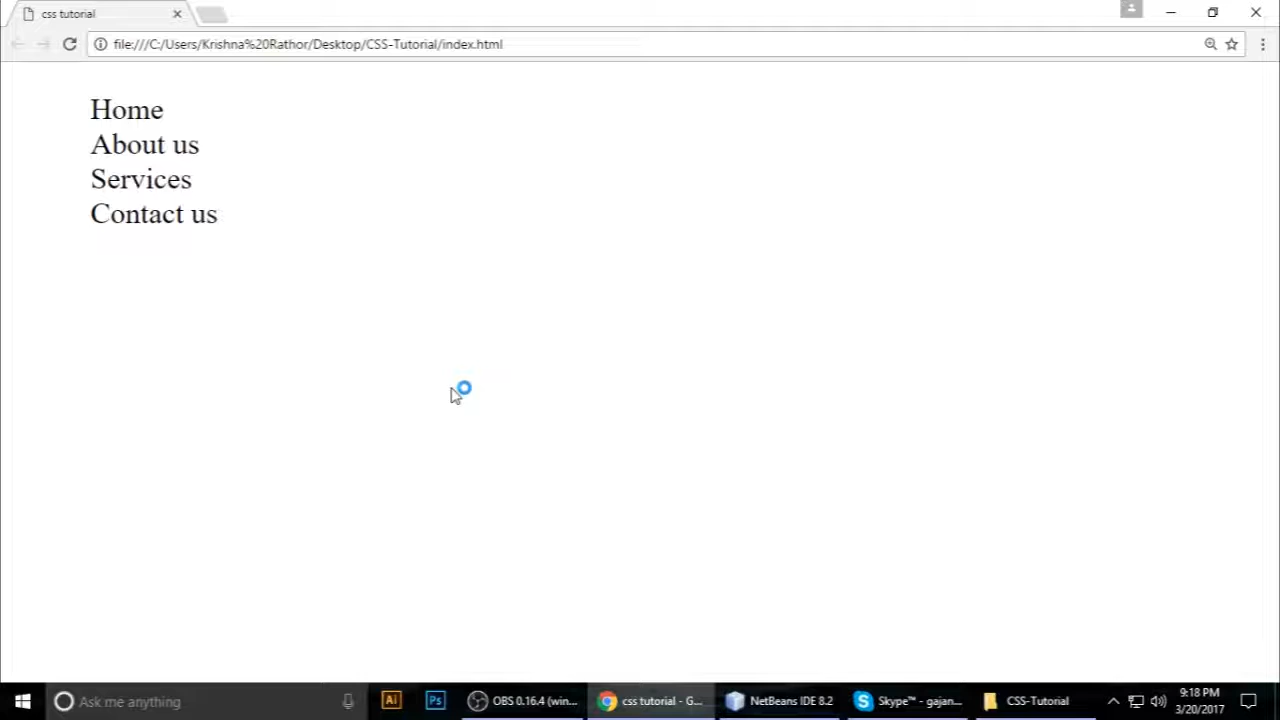 css tutorial
file:///C:/Users/Krishna%20Rathor/Desktop/CSS-Tutorial/index.html
Home
About us
Services
Contact us
Ask me anything
Ai
Ps
OBS 0.16.4 (win...
css tutorial - G...
NetBeans IDE 8.2
Skype™ - gajan...
CSS-Tutorial
9:18 PM
3/20/2017